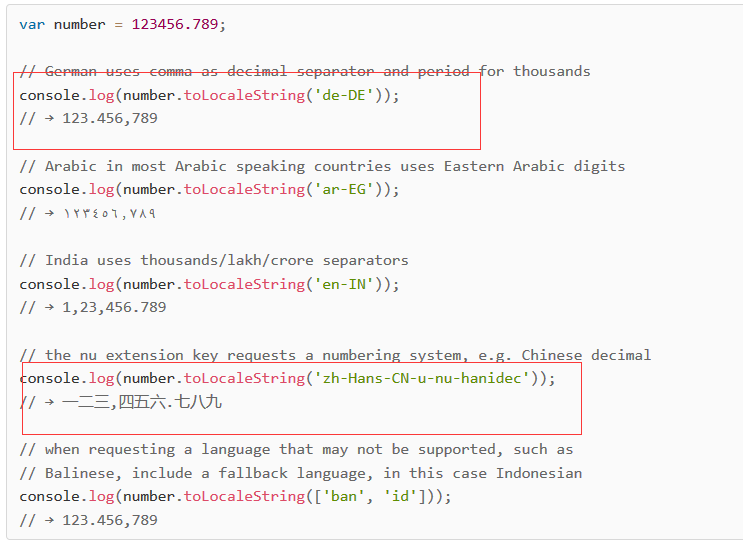 var number = 123456.789;
// German uses comma as decimal separator and period for thousands
console.log(number.toLocaleString('de-DE'));
// → 123.456,789
// Arabic in most Arabic speaking countries uses Eastern Arabic digits
console.log(number.toLocaleString('ar-EG'));
// → ١٢٣٤٥٦,٧٨٩
// India uses thousands/lakh/crore separators
console.log(number.toLocaleString('en-IN'));
// → 1,23,456.789
// the nu extension key requests a numbering system, e.g. Chinese decimal
console.log(number.toLocaleString('zh-Hans-CN-u-nu-hanidec'));
// → 一二三,四五六.七八九
// when requesting a language that may not be supported, such as
// Balinese, include a fallback language, in this case Indonesian
console.log(number.toLocaleString(['ban', 'id']));
// → 123.456,789